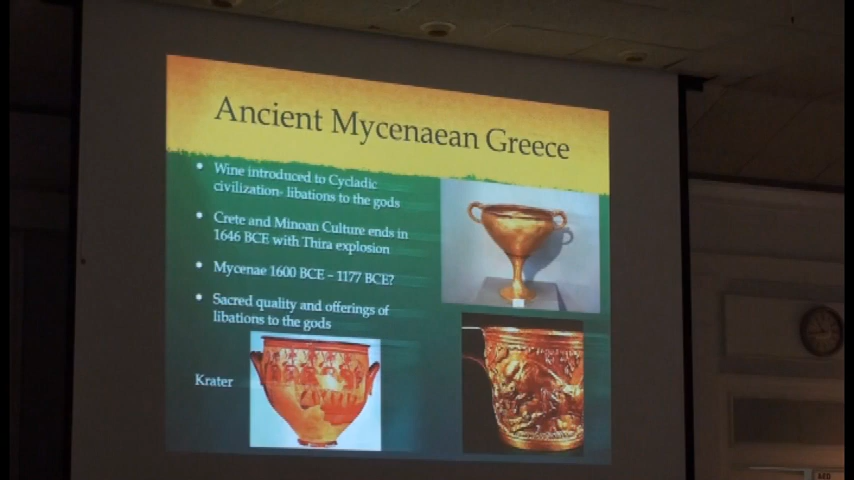 Ancient Mycenaean Greece
• Wine introduced to Cycladic
civilization- libations to the gods
• Crete and Minoan Culture ends in
1646 BCE with Thira explosion
• Mycenae 1600 BCE – 1177 BCE?
• Sacred quality and offerings of
libations to the gods
Krater
AED